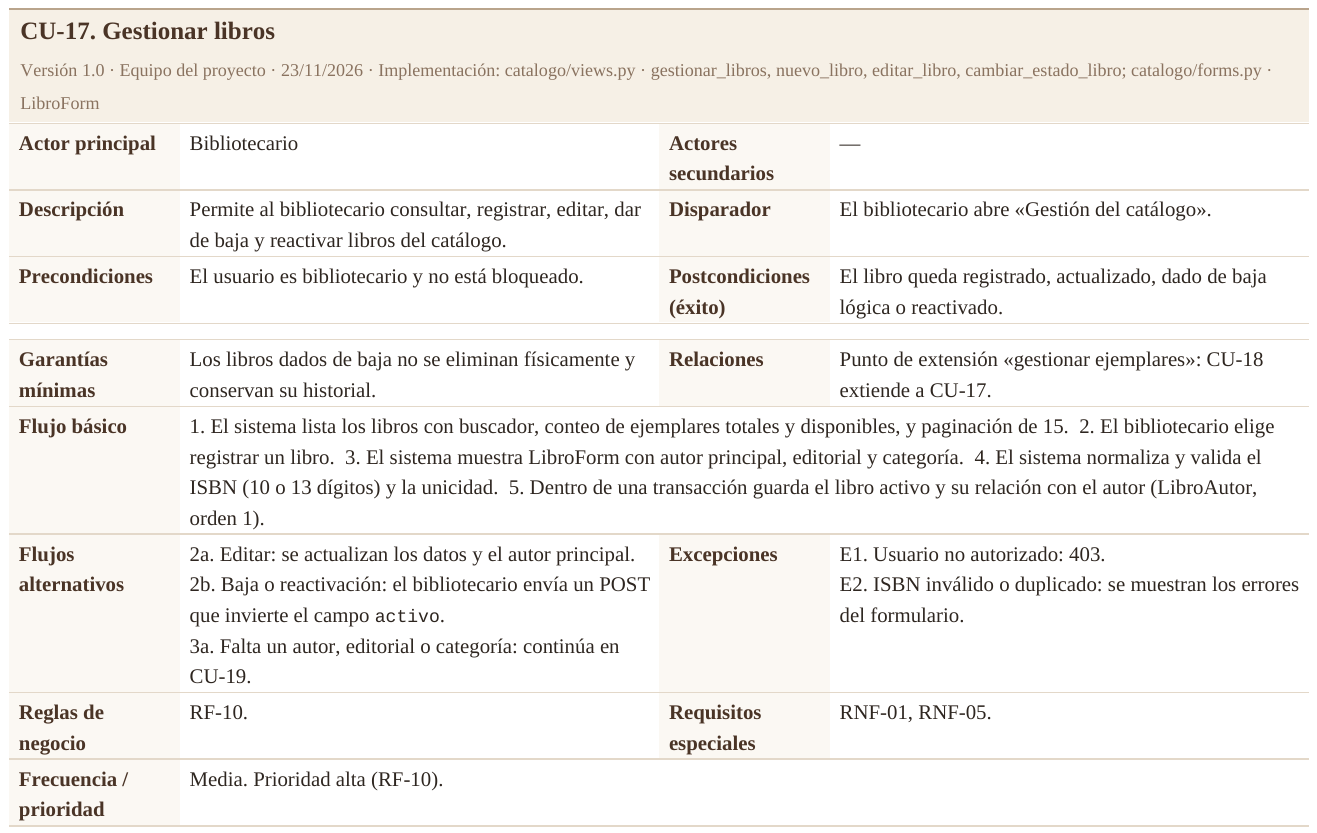 CU-17. Gestionar libros
Versión 1.0 · Equipo del proyecto · 23/11/2026 · Implementación: catalogo/views.py · gestionar_libros, nuevo_libro, editar_libro, cambiar_estado_libro; catalogo/forms.py ·
LibroForm
Actor principal
Bibliotecario
Actores
secundarios
—
Descripción
Permite al bibliotecario consultar, registrar, editar, dar
de baja y reactivar libros del catálogo.
Disparador
El bibliotecario abre «Gestión del catálogo».
Precondiciones
El usuario es bibliotecario y no está bloqueado.
Postcondiciones
(éxito)
El libro queda registrado, actualizado, dado de baja
lógica o reactivado.
Garantías
mínimas
Los libros dados de baja no se eliminan físicamente y
conservan su historial.
Relaciones
Punto de extensión «gestionar ejemplares»: CU-18
extiende a CU-17.
Flujo básico
1. El sistema lista los libros con buscador, conteo de ejemplares totales y disponibles, y paginación de 15. 2. El bibliotecario elige
registrar un libro. 3. El sistema muestra LibroForm con autor principal, editorial y categoría. 4. El sistema normaliza y valida el
ISBN (10 o 13 dígitos) y la unicidad. 5. Dentro de una transacción guarda el libro activo y su relación con el autor (LibroAutor,
orden 1).
Flujos
alternativos
2a. Editar: se actualizan los datos y el autor principal.
2b. Baja o reactivación: el bibliotecario envía un POST
que invierte el campo activo.
3a. Falta un autor, editorial o categoría: continúa en
CU-19.
Excepciones
E1. Usuario no autorizado: 403.
E2. ISBN inválido o duplicado: se muestran los errores
del formulario.
Reglas de
negocio
RF-10.
Requisitos
especiales
RNF-01, RNF-05.
Frecuencia /
prioridad
Media. Prioridad alta (RF-10).